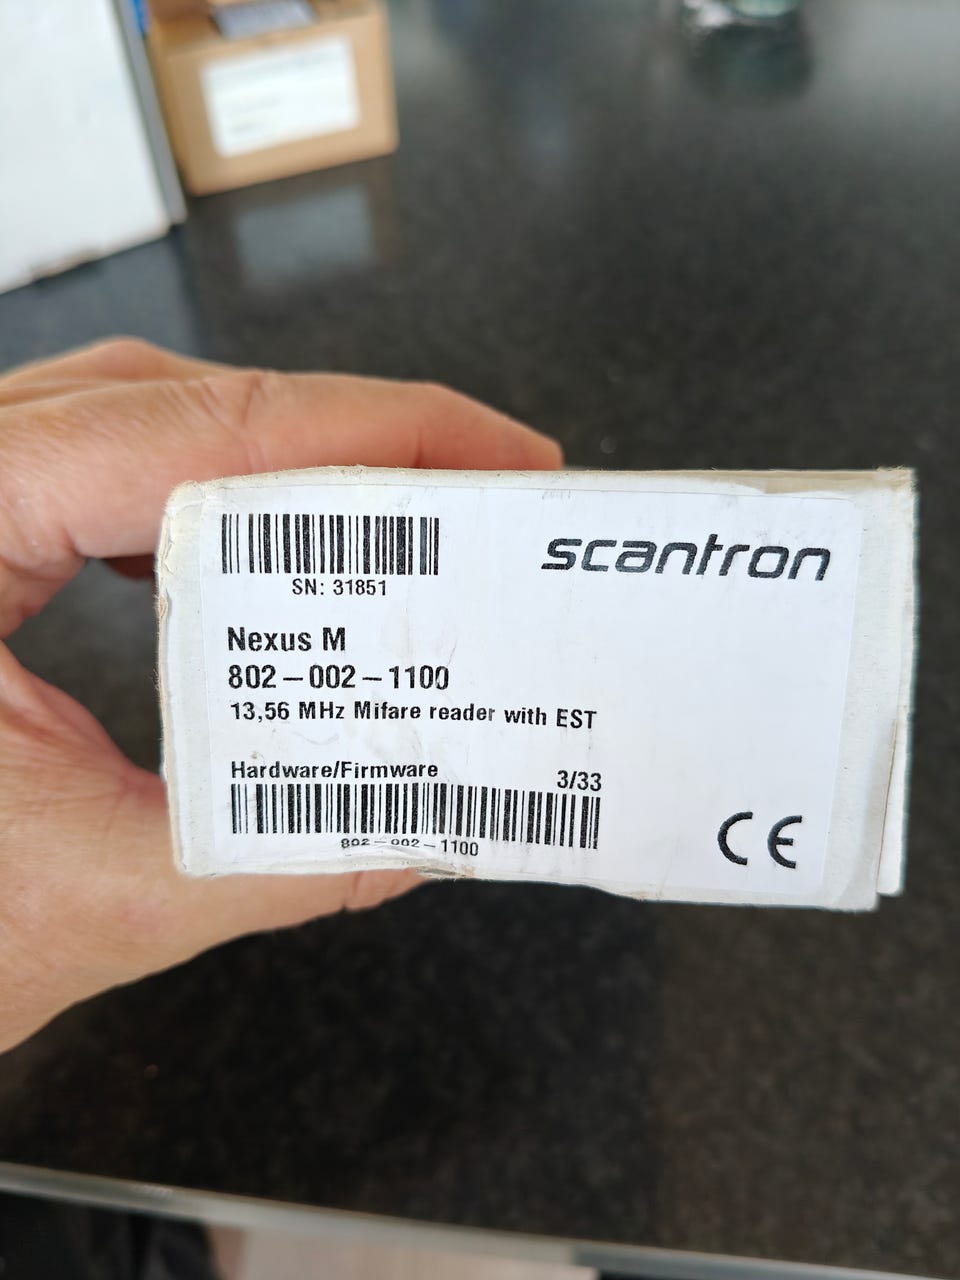 scantron
SN: 31851
Nexus M
802-002-1100
13,56 MHz Mifare reader with EST
Hardware/Firmware 3/33
802-002-1100
CE